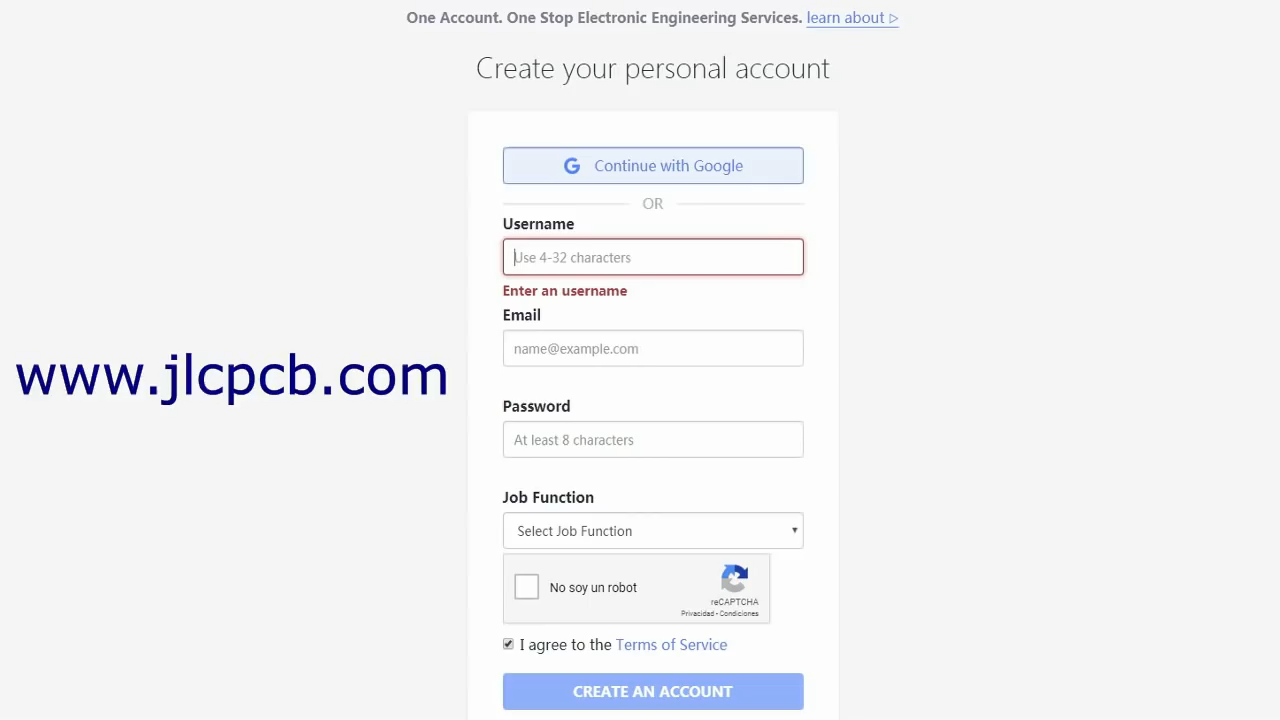 One Account. One Stop Electronic Engineering Services. learn about ▷
Create your personal account
Continue with Google
OR
Username
Use 4-32 characters
Enter an username
Email
name@example.com
www.jlcpcb.com
Password
At least 8 characters
Job Function
Select Job Function
No soy un robot
reCAPTCHA
Privacidad - Condiciones
I agree to the Terms of Service
CREATE AN ACCOUNT